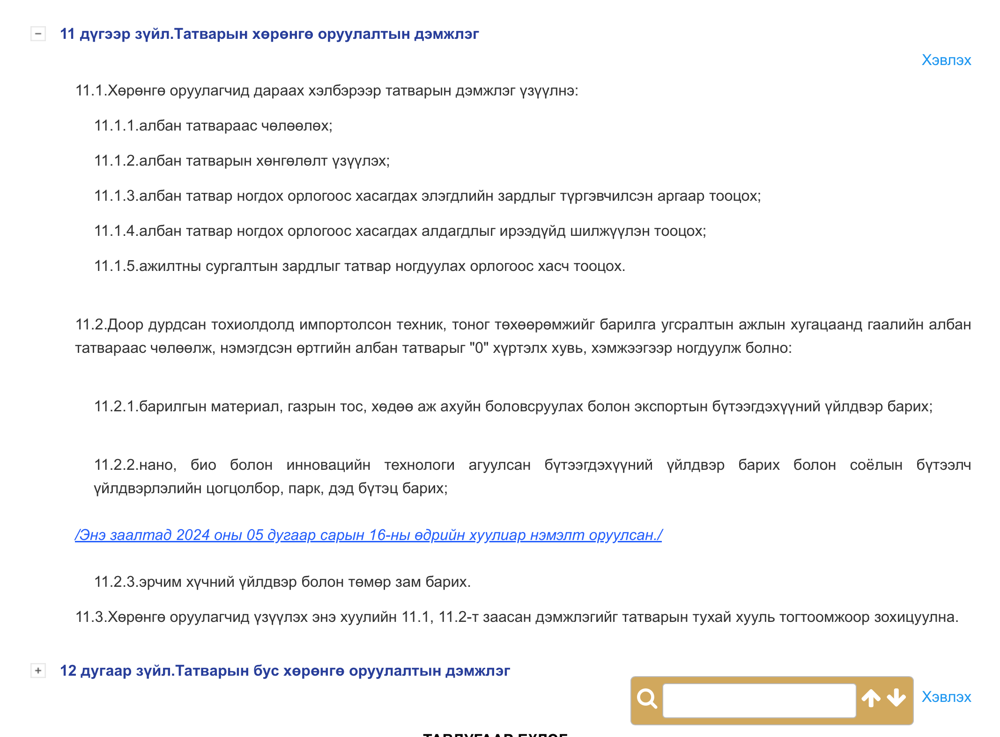 11 дүгээр зүйл.Татварын хөрөнгө оруулалтын дэмжлэг
Хэвлэх
11.1.Хөрөнгө оруулагчид дараах хэлбэрээр татварын дэмжлэг үзүүлнэ:
11.1.1.албан татвараас чөлөөлөх;
11.1.2.албан татварын хөнгөлөлт үзүүлэх;
11.1.3.албан татвар ногдох орлогоос хасагдах элэгдлийн зардлыг түргэвчилсэн аргаар тооцох;
11.1.4.албан татвар ногдох орлогоос хасагдах алдагдлыг ирээдүйд шилжүүлэн тооцох;
11.1.5.ажилтны сургалтын зардлыг татвар ногдуулах орлогоос хасч тооцох.
11.2.Доор дурдсан тохиолдолд импортолсон техник, тоног төхөөрөмжийг барилга угсралтын ажлын хугацаанд гаалийн албан
татвараас чөлөөлж, нэмэгдсэн өртгийн албан татварыг "0" хүртэлх хувь, хэмжээгээр ногдуулж болно:
11.2.1.барилгын материал, газрын тос, хөдөө аж ахуйн боловсруулах болон экспортын бүтээгдэхүүний үйлдвэр барих;
11.2.2.нано, био болон инновацийн технологи агуулсан бүтээгдэхүүний үйлдвэр барих болон соёлын бүтээлч
үйлдвэрлэлийн цогцолбор, парк, дэд бүтэц барих;
/Энэ заалтад 2024 оны 05 дугаар сарын 16-ны өдрийн хуулиар нэмэлт оруулсан./
11.2.3.эрчим хүчний үйлдвэр болон төмөр зам барих.
11.3.Хөрөнгө оруулагчид үзүүлэх энэ хуулийн 11.1, 11.2-т заасан дэмжлэгийг татварын тухай хууль тогтоомжоор зохицуулна.
12 дугаар зүйл.Татварын бус хөрөнгө оруулалтын дэмжлэг
Хэвлэх